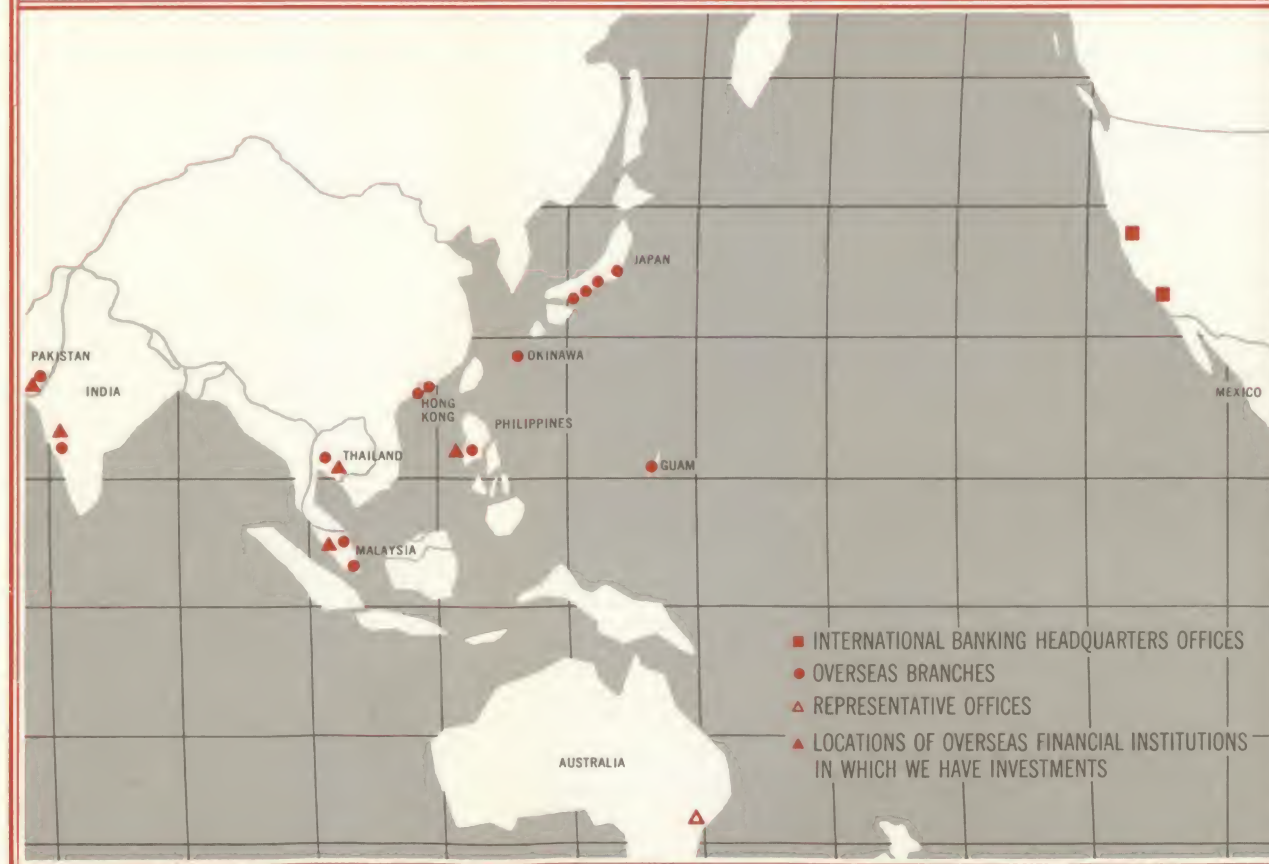 JAPAN
PAKISTAN
OKINAWA
INDIA
MEXICO
HONG
KONG
PHILIPPINES
THAILAND
GUAM
MALAYSIA
INTERNATIONAL BANKING HEADQUARTERS OFFICES
OVERSEAS BRANCHES
REPRESENTATIVE OFFICES
LOCATIONS OF OVERSEAS FINANCIAL INSTITUTIONS
IN WHICH WE HAVE INVESTMENTS
AUSTRALIA